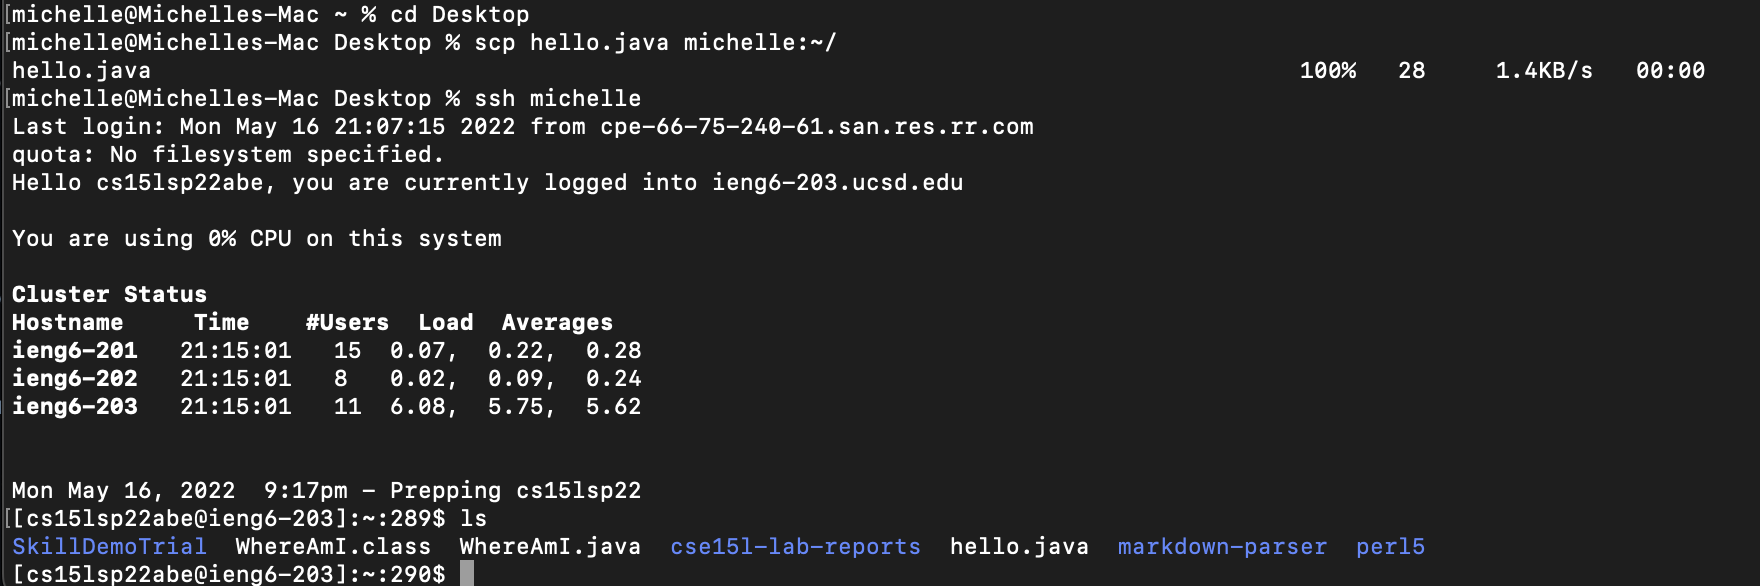 [michelle@Michelles-Mac ~ % cd Desktop
[michelle@Michelles-Mac Desktop % scp hello.java michelle:~/
hello.java                                                                                  100%   28     1.4KB/s   00:00
[michelle@Michelles-Mac Desktop % ssh michelle
Last login: Mon May 16 21:07:15 2022 from cpe-66-75-240-61.san.res.rr.com
quota: No filesystem specified.
Hello cs15lsp22abe, you are currently logged into ieng6-203.ucsd.edu
You are using 0% CPU on this system
Cluster Status
Hostname     Time    #Users  Load  Averages
ieng6-201   21:15:01   15  0.07,  0.22,  0.28
ieng6-202   21:15:01   8   0.02,  0.09,  0.24
ieng6-203   21:15:01   11  6.08,  5.75,  5.62
Mon May 16, 2022  9:17pm - Prepping cs15lsp22
[[cs15lsp22abe@ieng6-203]:~:289$ ls
SkillDemoTrial  WhereAmI.class  WhereAmI.java  cse15l-lab-reports  hello.java  markdown-parser  perl5
[cs15lsp22abe@ieng6-203]:~:290$